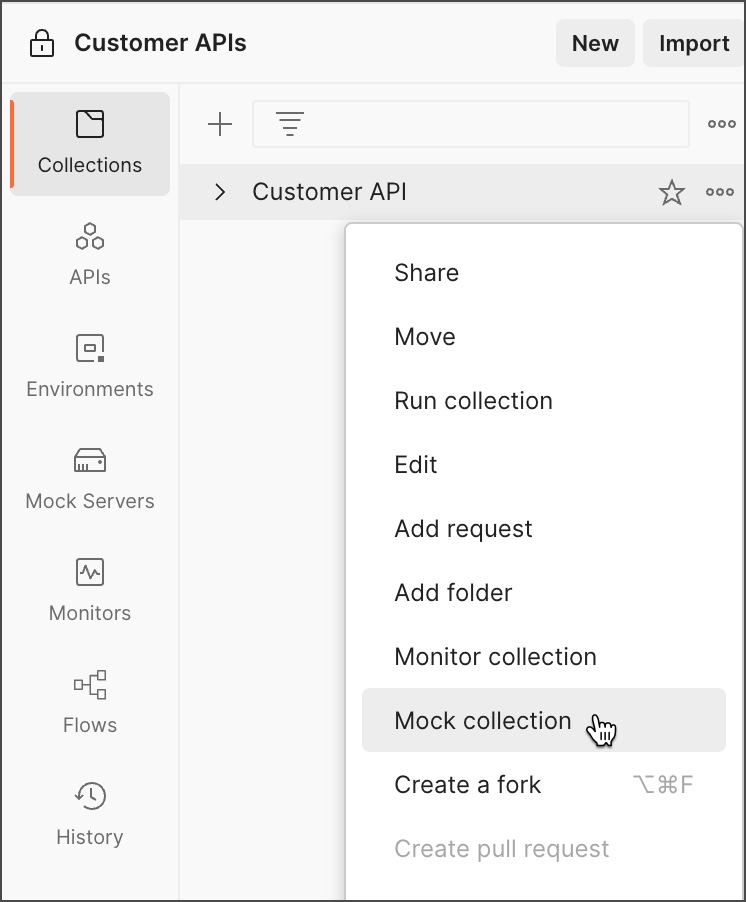 Customer APIs
New
Import
Collections
APIs
Environments
Mock Servers
Monitors
Flows
History
Customer API
Share
Move
Run collection
Edit
Add request
Add folder
Monitor collection
Mock collection
Create a fork ⌥⌘F
Create pull request